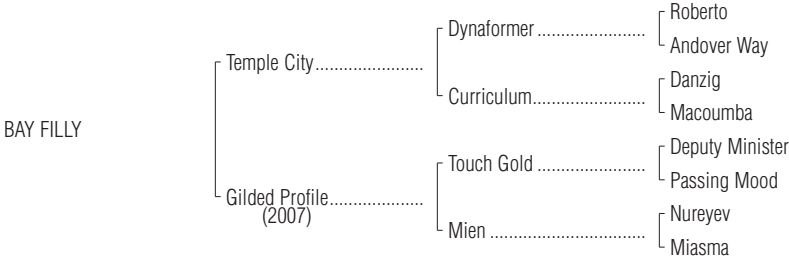 Roberto
Dynaformer ........................
Andover Way
Temple City........................
Danzig
Curriculum.........................
Macoumba
BAY FILLY
Deputy Minister
Touch Gold ........................
Passing Mood
Gilded Profile.....................
(2007)
Nureyev
Mien .................................
Miasma